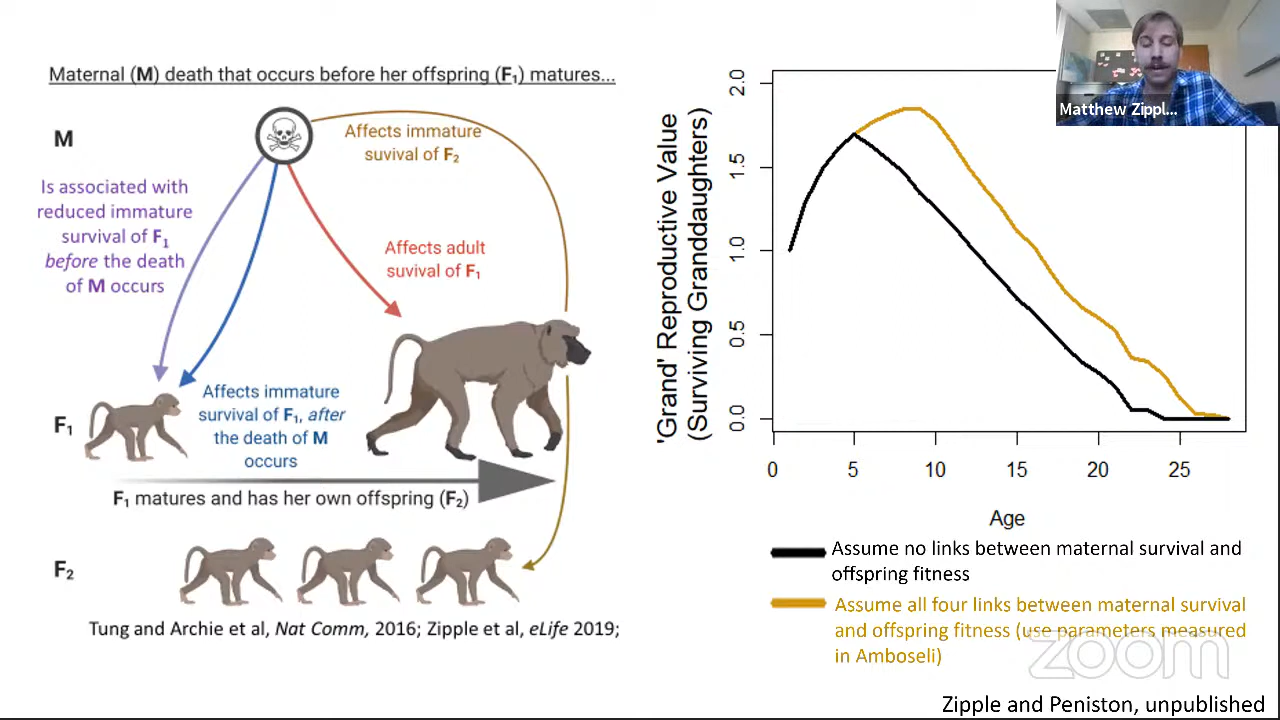 Maternal (M) death that occurs before her offspring (F₁) matures...
M
Affects immature
suvival of F₂
Is associated with
reduced immature
survival of F₁
before the death
of M occurs
Affects adult
suvival of F₁
F₁
Affects immature
survival of F₁, after
the death of M
occurs
F₁ matures and has her own offspring (F₂)
F₂
Tung and Archie et al, Nat Comm, 2016; Zipple et al, eLife 2019;
Matthew Zippl...
'Grand' Reproductive Value
(Surviving Granddaughters)
2.0
1.5
1.0
0.5
0.0
0 5 10 15 20 25
Age
Assume no links between maternal survival and
offspring fitness
Assume all four links between maternal survival
and offspring fitness (use parameters measured
in Amboseli)
zoom
Zipple and Peniston, unpublished